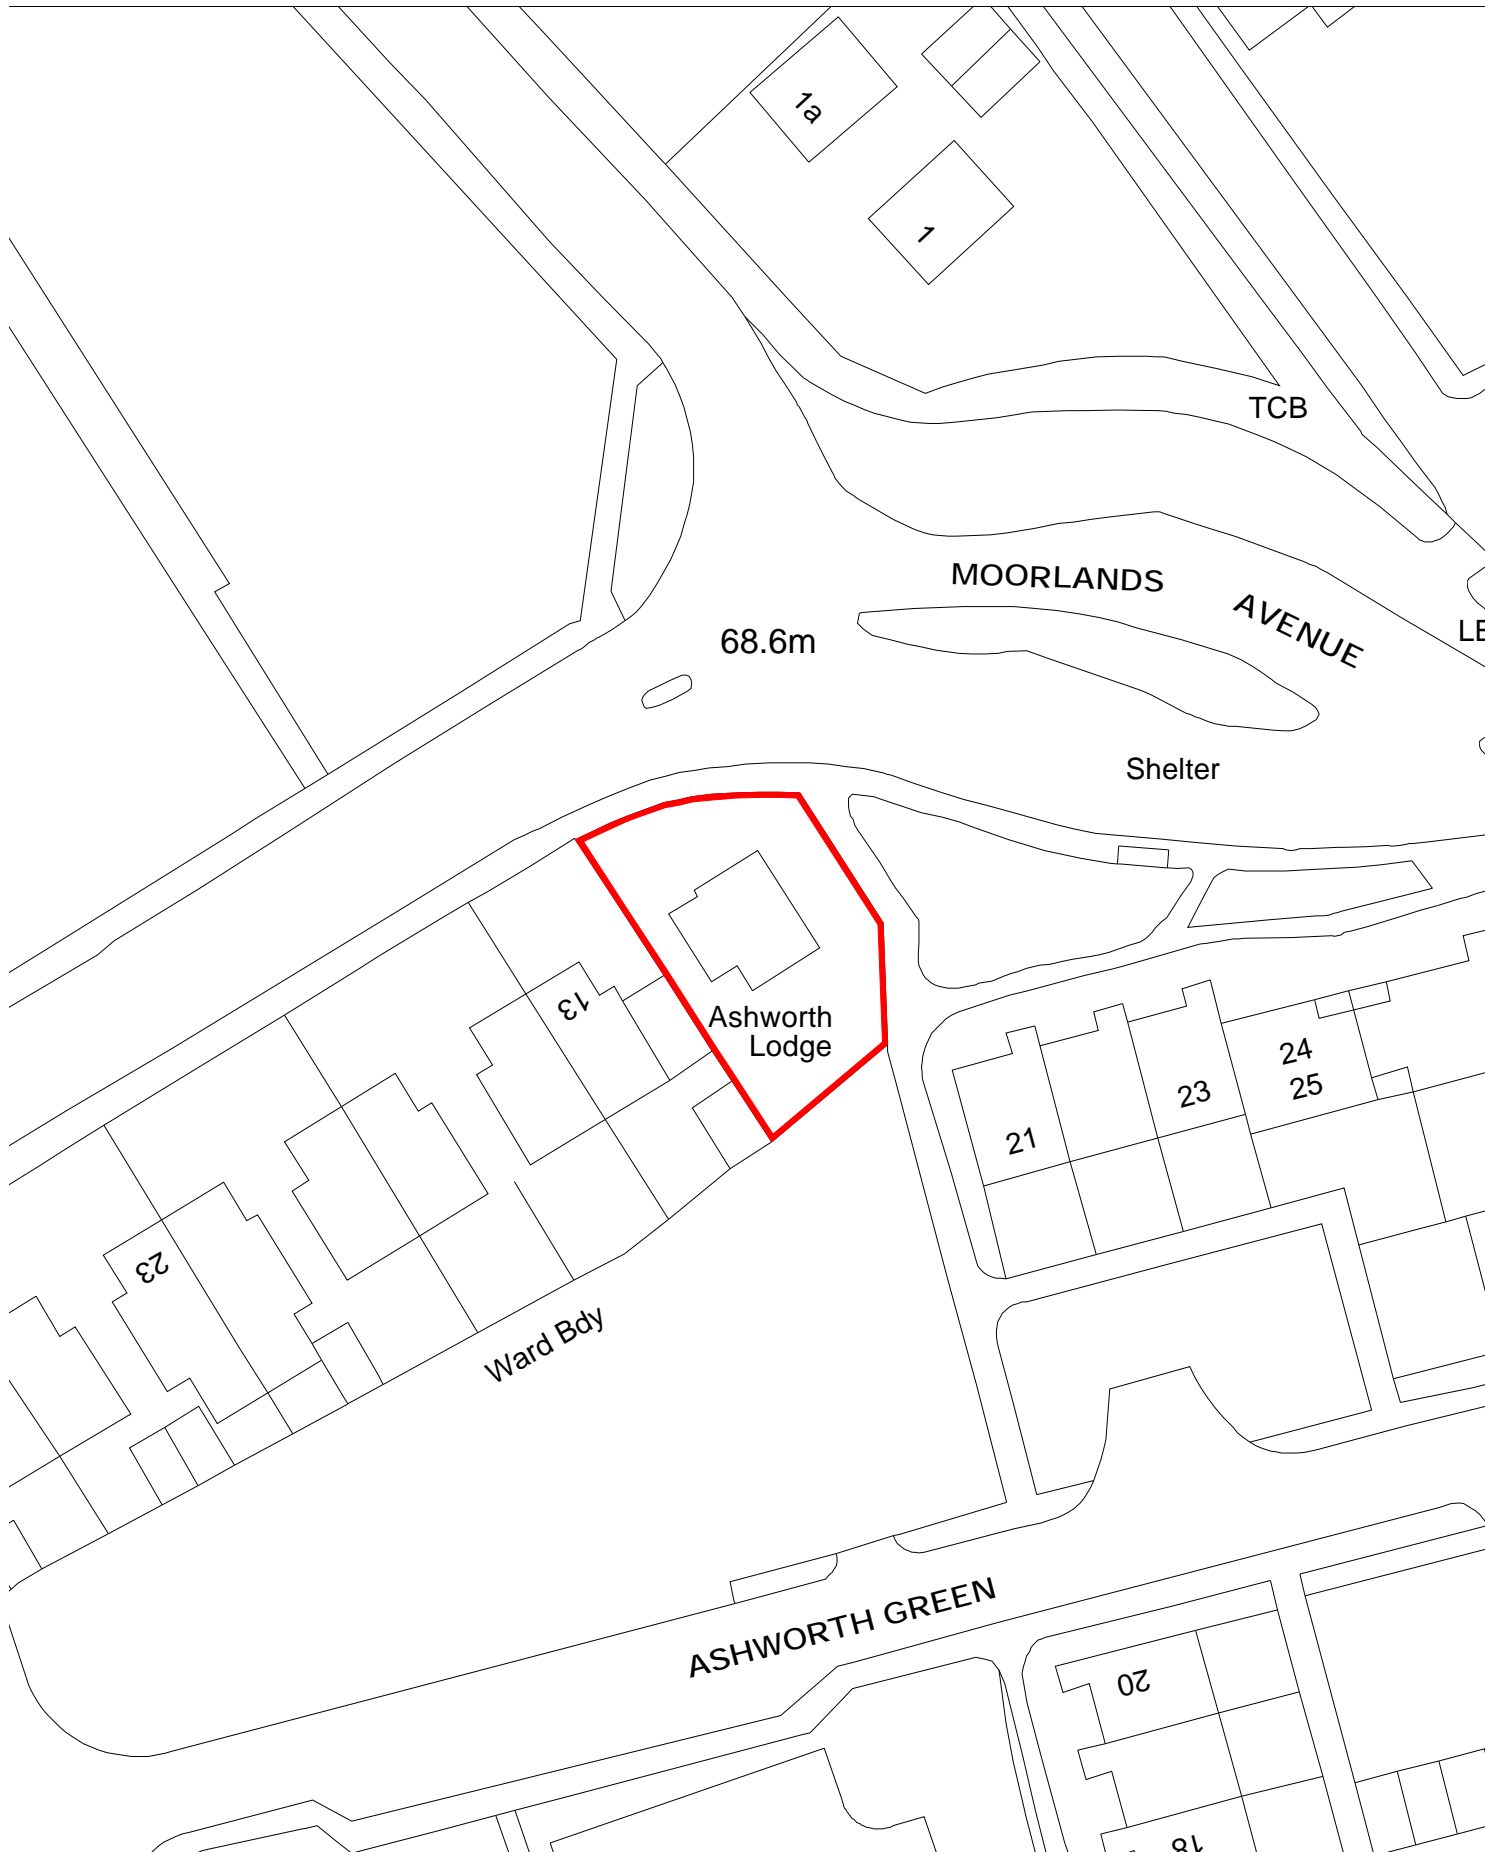 1a
1
TCB
MOORLANDS AVENUE
68.6m
Shelter
13
Ashworth
Lodge
24
25
23
21
23
Ward Bdy
ASHWORTH GREEN
20
18